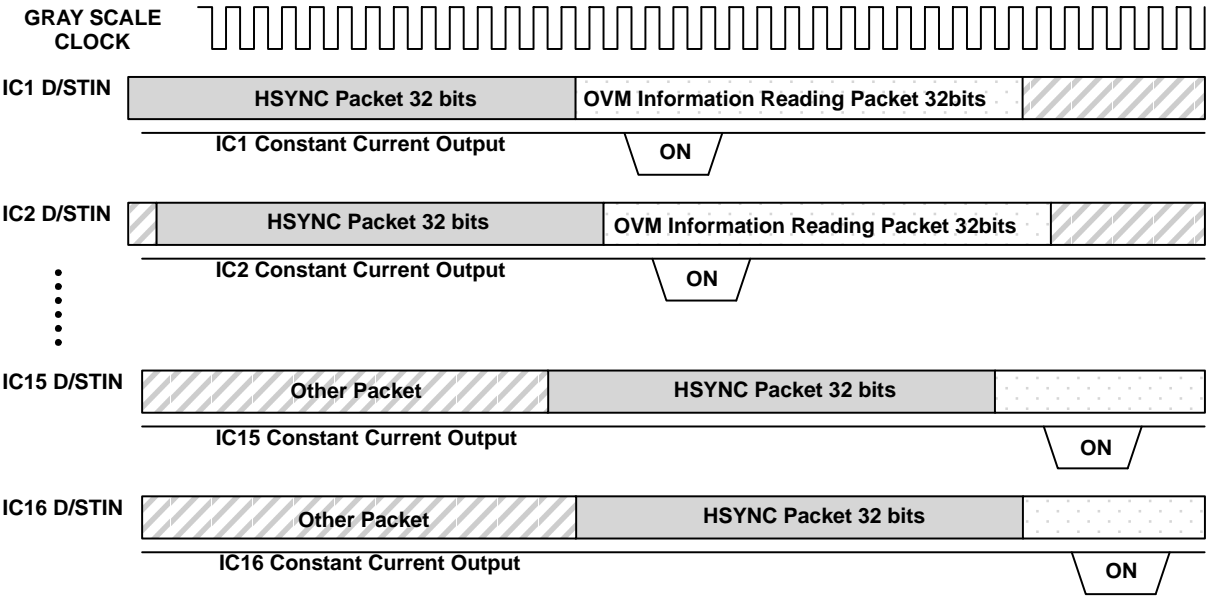 GRAY SCALE
CLOCK
IC1 D/STIN
HSYNC Packet 32 bits
OVM Information Reading Packet 32bits
IC1 Constant Current Output
ON
IC2 D/STIN
HSYNC Packet 32 bits
OVM Information Reading Packet 32bits
IC2 Constant Current Output
ON
IC15 D/STIN
Other Packet
HSYNC Packet 32 bits
IC15 Constant Current Output
ON
IC16 D/STIN
Other Packet
HSYNC Packet 32 bits
IC16 Constant Current Output
ON